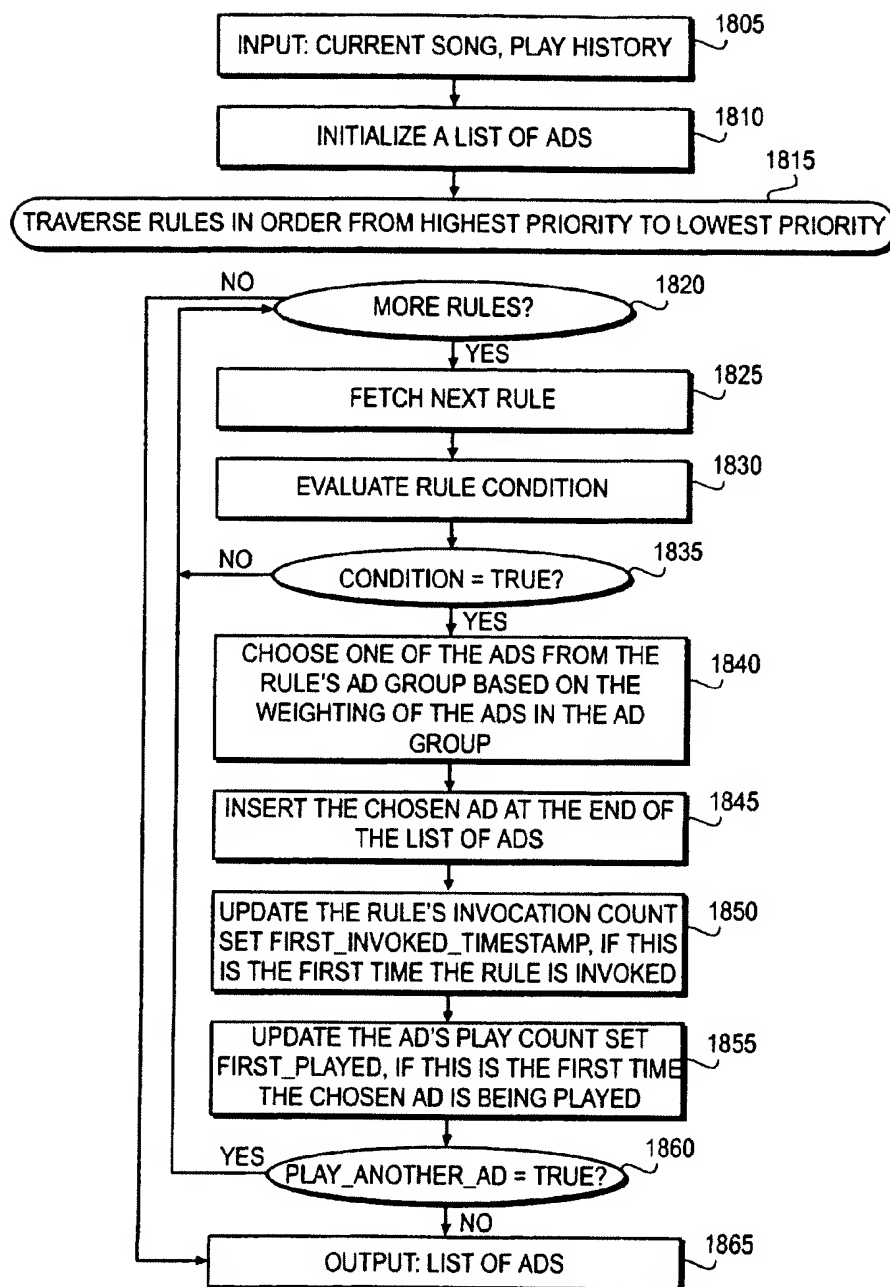 1805
INPUT: CURRENT SONG, PLAY HISTORY
1810
INITIALIZE A LIST OF ADS
1815
TRAVERSE RULES IN ORDER FROM HIGHEST PRIORITY TO LOWEST PRIORITY
NO
MORE RULES?
1820
YES
1825
FETCH NEXT RULE
1830
EVALUATE RULE CONDITION
NO
CONDITION = TRUE?
1835
YES
CHOOSE ONE OF THE ADS FROM THE
RULE'S AD GROUP BASED ON THE
WEIGHTING OF THE ADS IN THE AD
GROUP
1840
INSERT THE CHOSEN AD AT THE END OF
THE LIST OF ADS
1845
UPDATE THE RULE'S INVOCATION COUNT
SET FIRST_INVOKED_TIMESTAMP, IF THIS
IS THE FIRST TIME THE RULE IS INVOKED
1850
UPDATE THE AD'S PLAY COUNT SET
FIRST_PLAYED, IF THIS IS THE FIRST TIME
THE CHOSEN AD IS BEING PLAYED
1855
YES
PLAY_ANOTHER_AD = TRUE?
1860
NO
OUTPUT: LIST OF ADS
1865